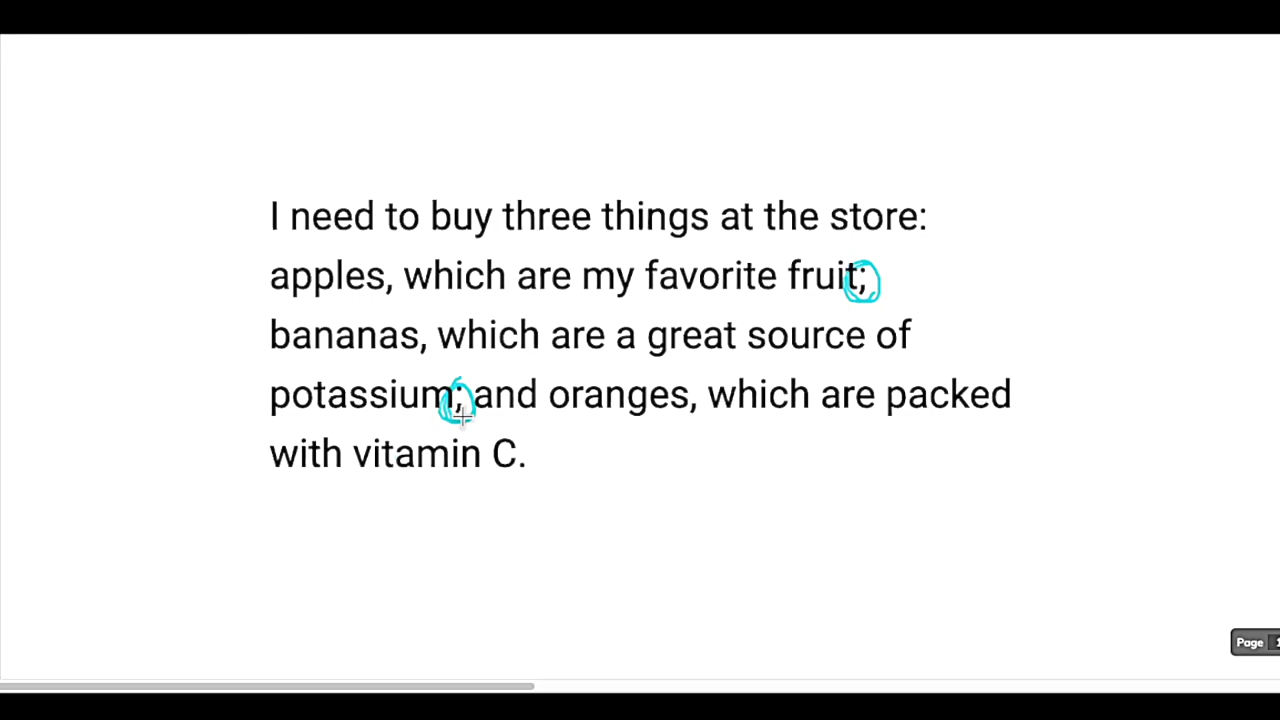 I need to buy three things at the store:
apples, which are my favorite fruit;
bananas, which are a great source of
potassium; and oranges, which are packed
with vitamin C.
Page